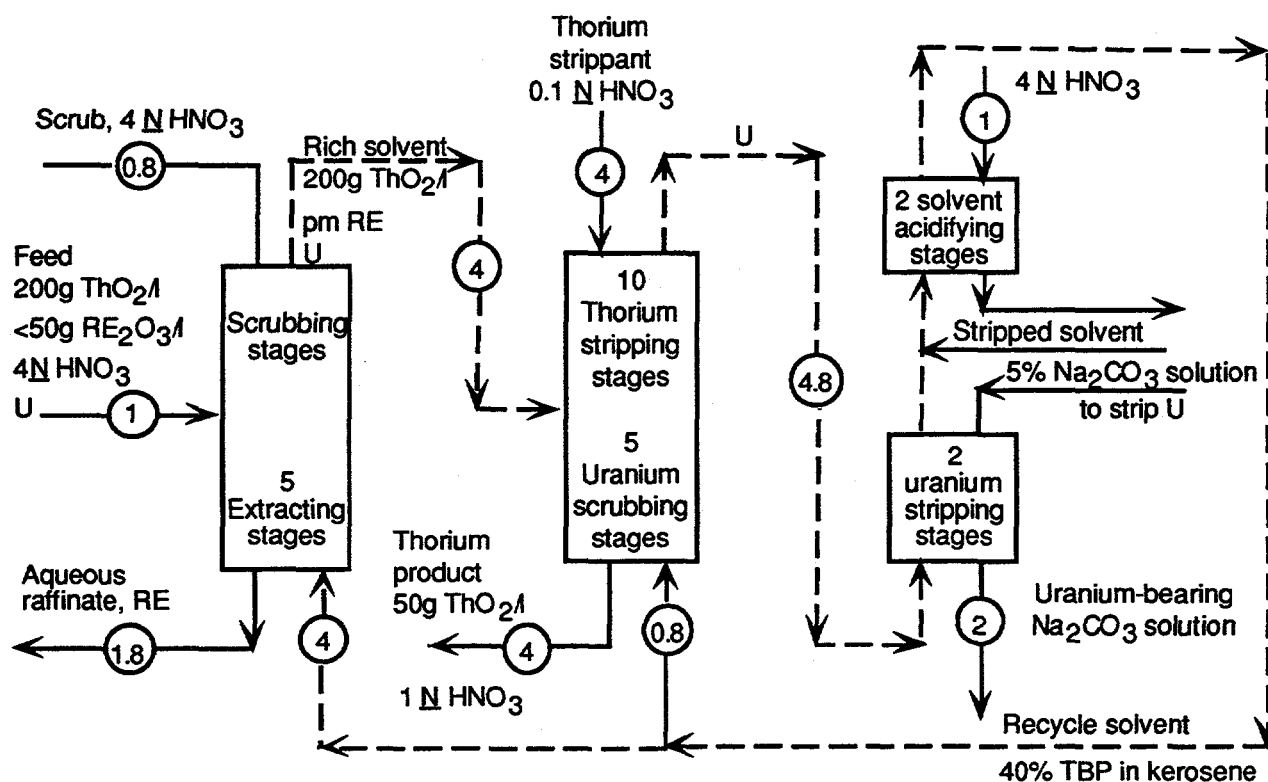 Scrub, 4 N HNO3
0.8
Feed
200g ThO2/l
<50g RE2O3/l
4N HNO3
U
1
Scrubbing
stages
5
Extracting
stages
Aqueous
raffinate, RE
1.8
4
Rich solvent
200g ThO2/l
pm RE
U
4
Thorium
strippant
0.1 N HNO3
4
10
Thorium
stripping
stages
5
Uranium
scrubbing
stages
Thorium
product
50g ThO2/l
4
1 N HNO3
0.8
U
4.8
4 N HNO3
1
2 solvent
acidifying
stages
Stripped solvent
5% Na2CO3 solution
to strip U
2
uranium
stripping
stages
2
Uranium-bearing
Na2CO3 solution
Recycle solvent
40% TBP in kerosene